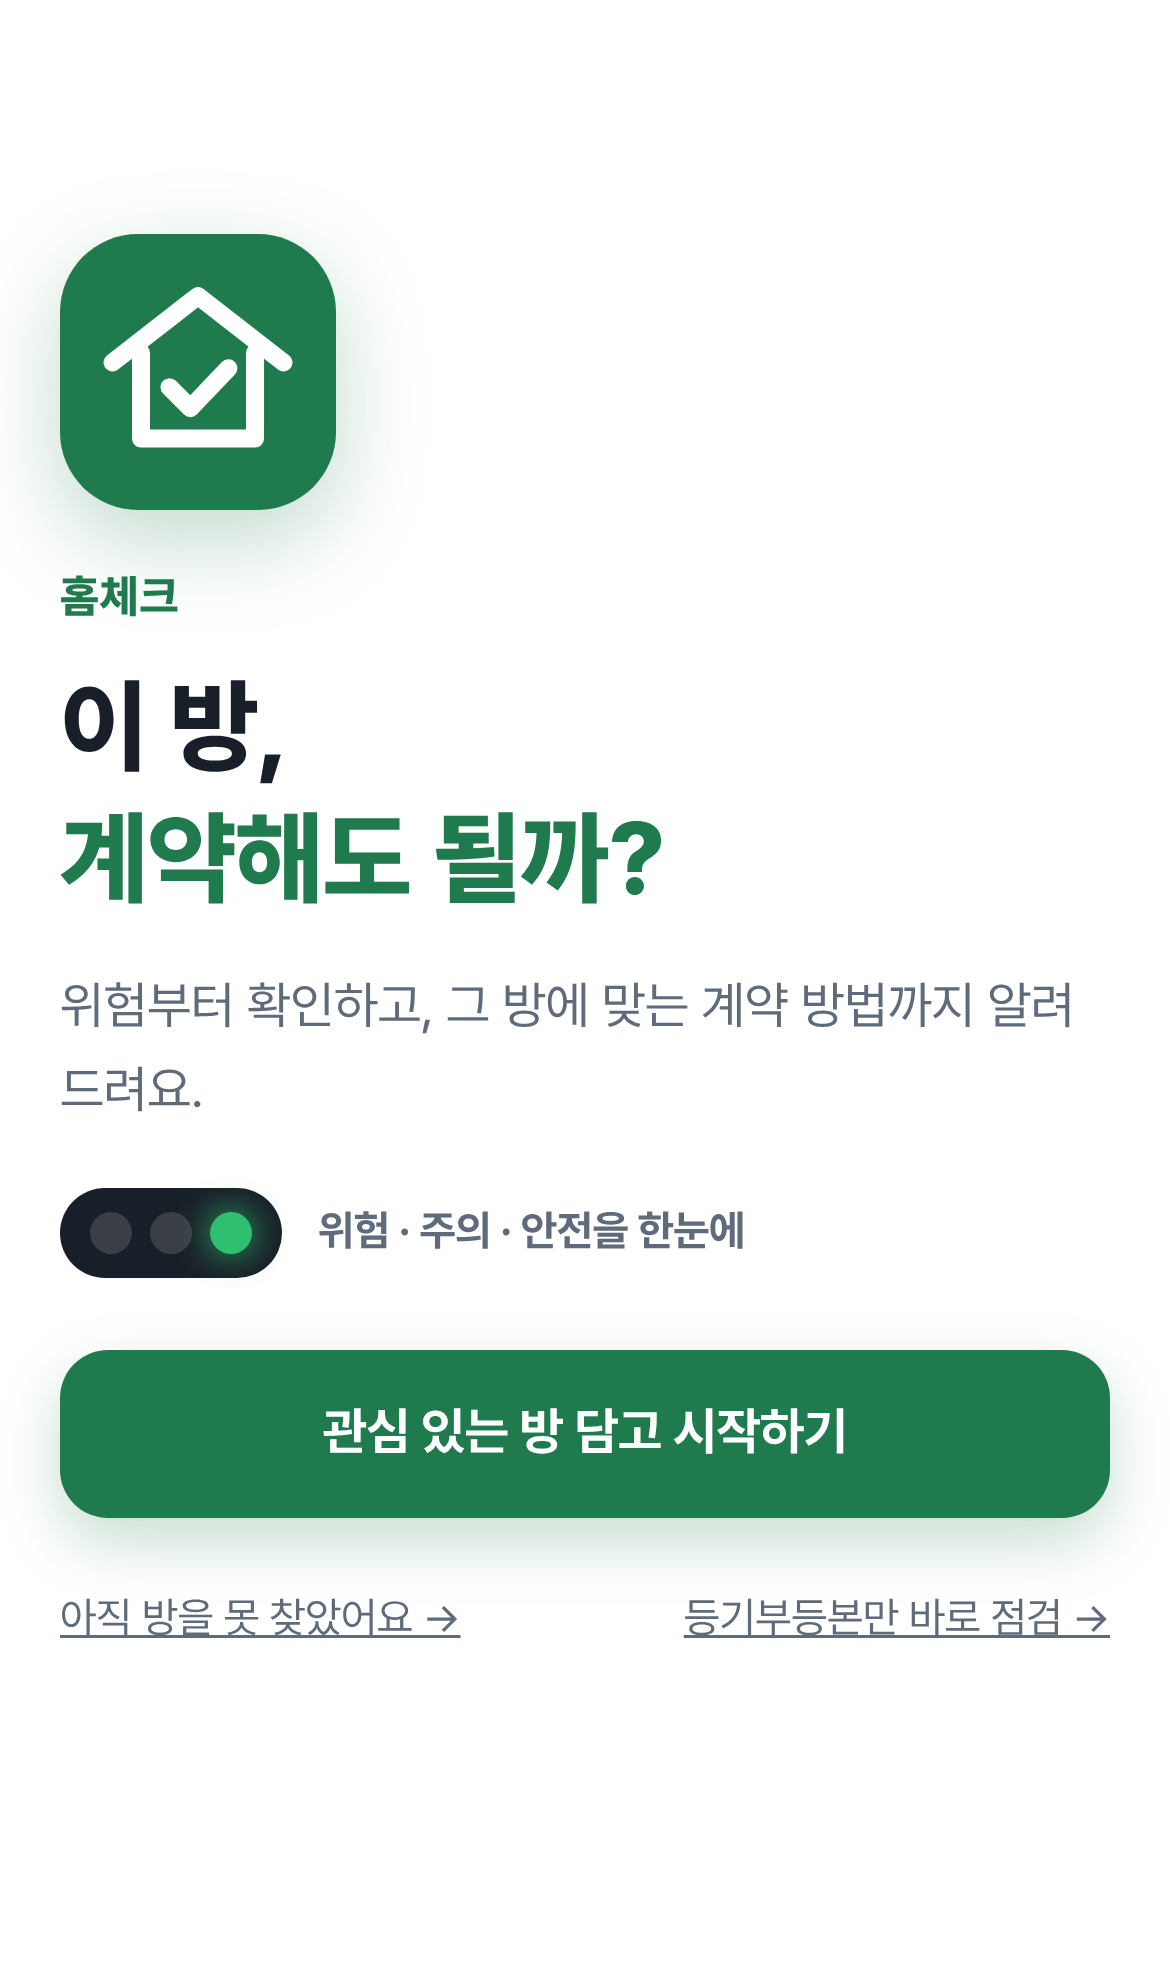 홈체크
이 방,
계약해도 될까?
위험부터 확인하고, 그 방에 맞는 계약 방법까지 알려
드려요.
위험 · 주의 · 안전을 한눈에
관심 있는 방 담고 시작하기
아직 방을 못 찾았어요 →
등기부등본만 바로 점검 →